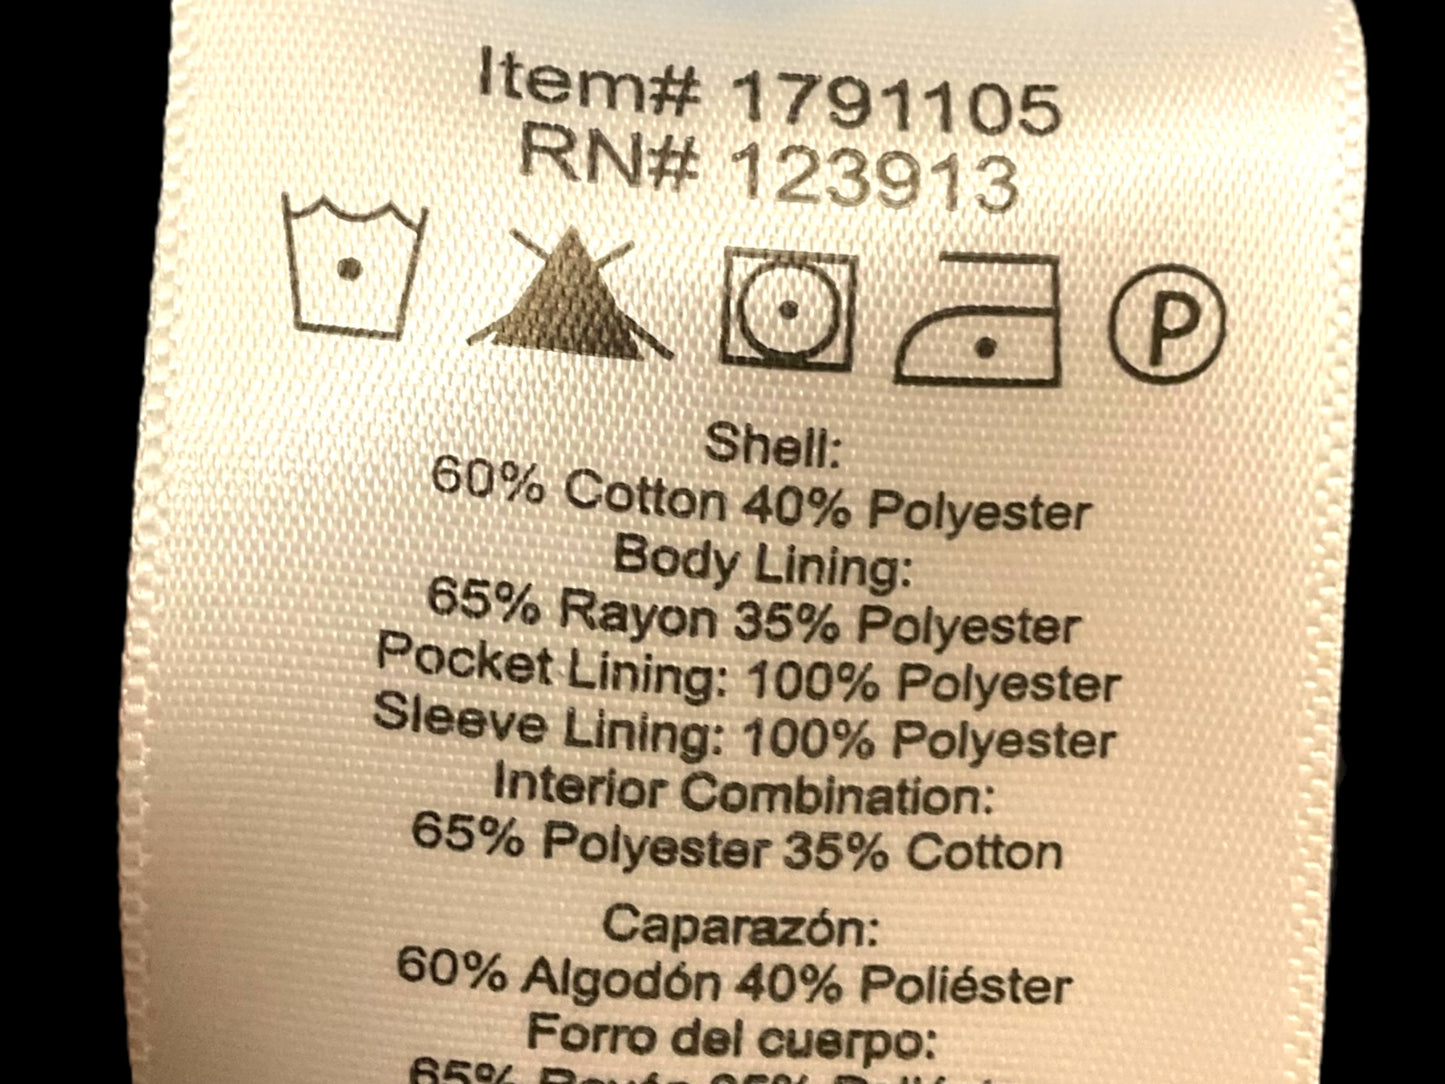 Item# 1791105
RN# 123913
P
Shell:
60% Cotton 40% Polyester
Body Lining:
65% Rayon 35% Polyester
Pocket Lining: 100% Polyester
Sleeve Lining: 100% Polyester
Interior Combination:
65% Polyester 35% Cotton
Caparazón:
60% Algodón 40% Poliéster
Forro del cuerpo:
65%